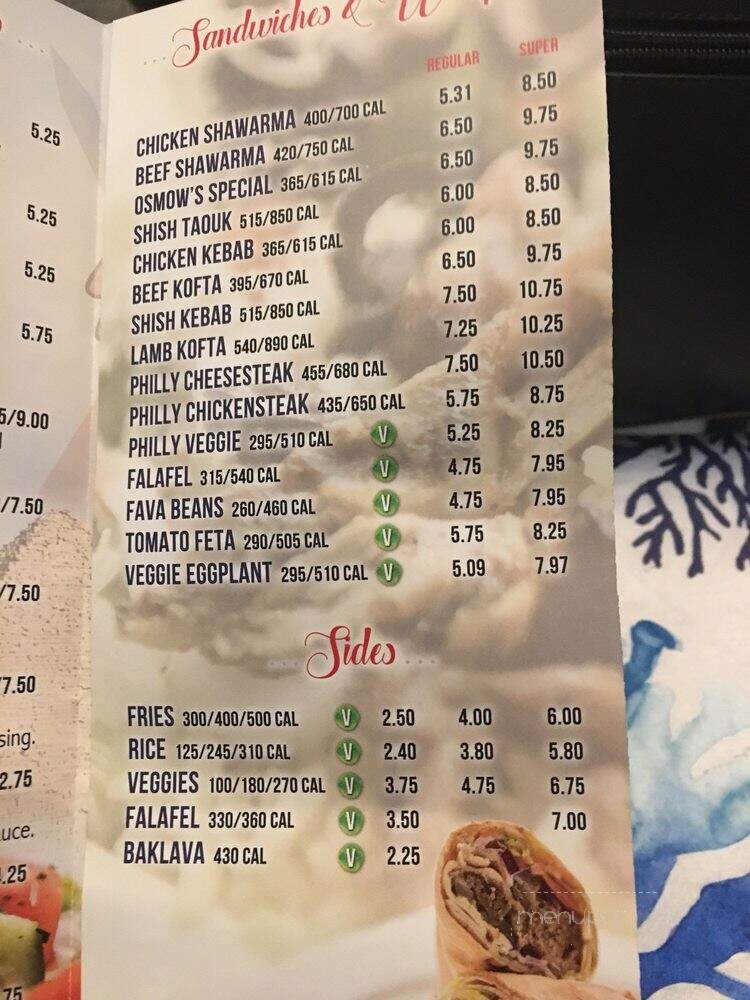 5.25
5.25
5.25
5.75
5/9.00
/7.50
/7.50
7.50
sing.
2.75
uce.
.25
.75
Sandwiches &
REGULAR SUPER
CHICKEN SHAWARMA 400/700 CAL 5.31 8.50
BEEF SHAWARMA 420/750 CAL 6.50 9.75
OSMOW'S SPECIAL 365/615 CAL 6.50 9.75
SHISH TAOUK 515/850 CAL 6.00 8.50
CHICKEN KEBAB 365/615 CAL 6.00 8.50
BEEF KOFTA 395/670 CAL 6.50 9.75
SHISH KEBAB 515/850 CAL 7.50 10.75
LAMB KOFTA 540/890 CAL 7.25 10.25
PHILLY CHEESESTEAK 455/680 CAL 7.50 10.50
PHILLY CHICKENSTEAK 435/650 CAL 5.75 8.75
PHILLY VEGGIE 295/510 CAL V 5.25 8.25
FALAFEL 315/540 CAL V 4.75 7.95
FAVA BEANS 260/460 CAL V 4.75 7.95
TOMATO FETA 290/505 CAL V 5.75 8.25
VEGGIE EGGPLANT 295/510 CAL V 5.09 7.97
Sides
FRIES 300/400/500 CAL V 2.50 4.00 6.00
RICE 125/245/310 CAL V 2.40 3.80 5.80
VEGGIES 100/180/270 CAL V 3.75 4.75 6.75
FALAFEL 330/360 CAL V 3.50 7.00
BAKLAVA 430 CAL V 2.25